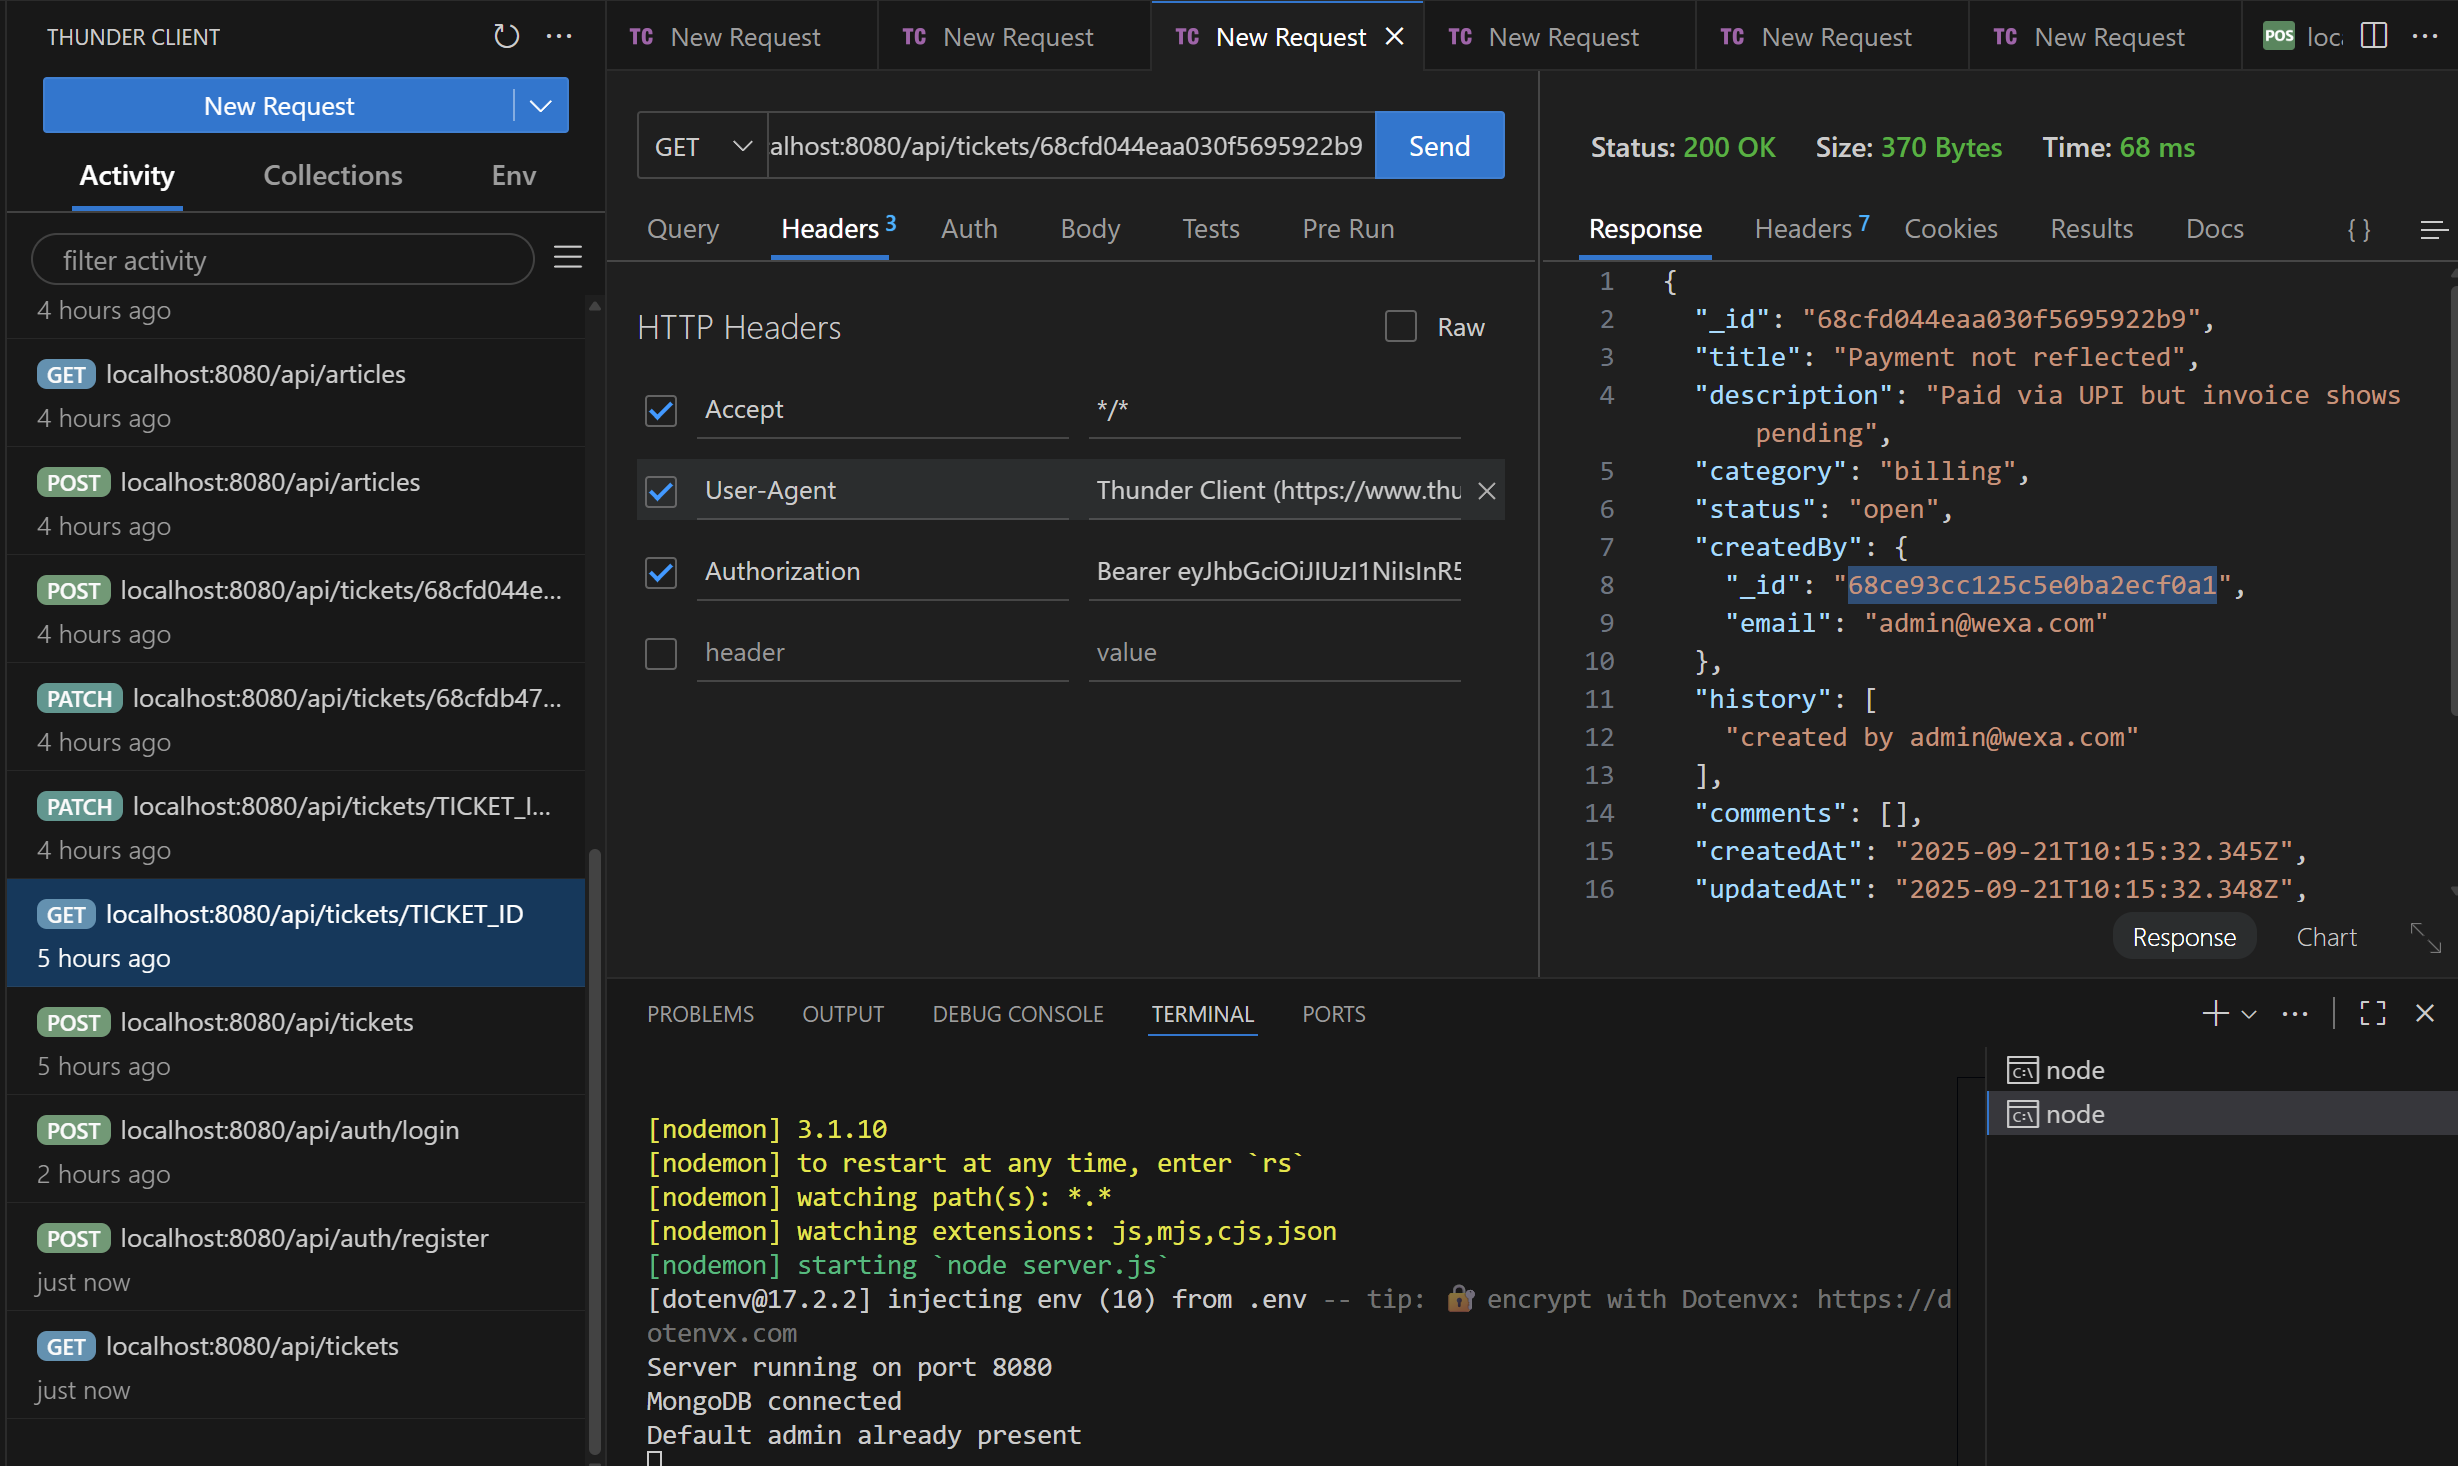 THUNDER CLIENT
New Request
Activity Collections Env
filter activity
4 hours ago
GET localhost:8080/api/articles
4 hours ago
POST localhost:8080/api/articles
4 hours ago
POST localhost:8080/api/tickets/68cfd044e...
4 hours ago
PATCH localhost:8080/api/tickets/68cfdb47...
4 hours ago
PATCH localhost:8080/api/tickets/TICKET_I...
4 hours ago
GET localhost:8080/api/tickets/TICKET_ID
5 hours ago
POST localhost:8080/api/tickets
5 hours ago
POST localhost:8080/api/auth/login
2 hours ago
POST localhost:8080/api/auth/register
just now
GET localhost:8080/api/tickets
just now
TC New Request TC New Request TC New Request TC New Request TC New Request TC New Request POS loc
GET alhost:8080/api/tickets/68cfd044eaa030f5695922b9 Send
Query Headers 3 Auth Body Tests Pre Run
HTTP Headers Raw
Accept */*
User-Agent Thunder Client (https://www.thu
Authorization Bearer eyJhbGciOiJIUzI1NiIsInR5
header value
Status: 200 OK Size: 370 Bytes Time: 68 ms
Response Headers 7 Cookies Results Docs { }
1 {
2 "_id": "68cfd044eaa030f5695922b9",
3 "title": "Payment not reflected",
4 "description": "Paid via UPI but invoice shows
pending",
5 "category": "billing",
6 "status": "open",
7 "createdBy": {
8 "_id": "68ce93cc125c5e0ba2ecf0a1",
9 "email": "admin@wexa.com"
10 },
11 "history": [
12 "created by admin@wexa.com"
13 ],
14 "comments": [],
15 "createdAt": "2025-09-21T10:15:32.345Z",
16 "updatedAt": "2025-09-21T10:15:32.348Z",
Response Chart
PROBLEMS OUTPUT DEBUG CONSOLE TERMINAL PORTS
[nodemon] 3.1.10
[nodemon] to restart at any time, enter `rs`
[nodemon] watching path(s): *.*
[nodemon] watching extensions: js,mjs,cjs,json
[nodemon] starting `node server.js`
[dotenv@17.2.2] injecting env (10) from .env -- tip: 🔐 encrypt with Dotenvx: https://d
otenvx.com
Server running on port 8080
MongoDB connected
Default admin already present
node
node